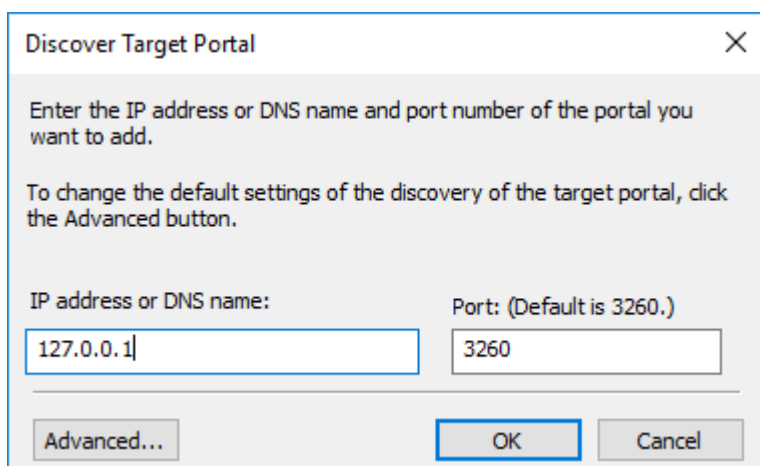 Discover Target Portal
Enter the IP address or DNS name and port number of the portal you
want to add.
To change the default settings of the discovery of the target portal, click
the Advanced button.
IP address or DNS name:
Port: (Default is 3260.)
127.0.0.1
3260
Advanced...
OK
Cancel